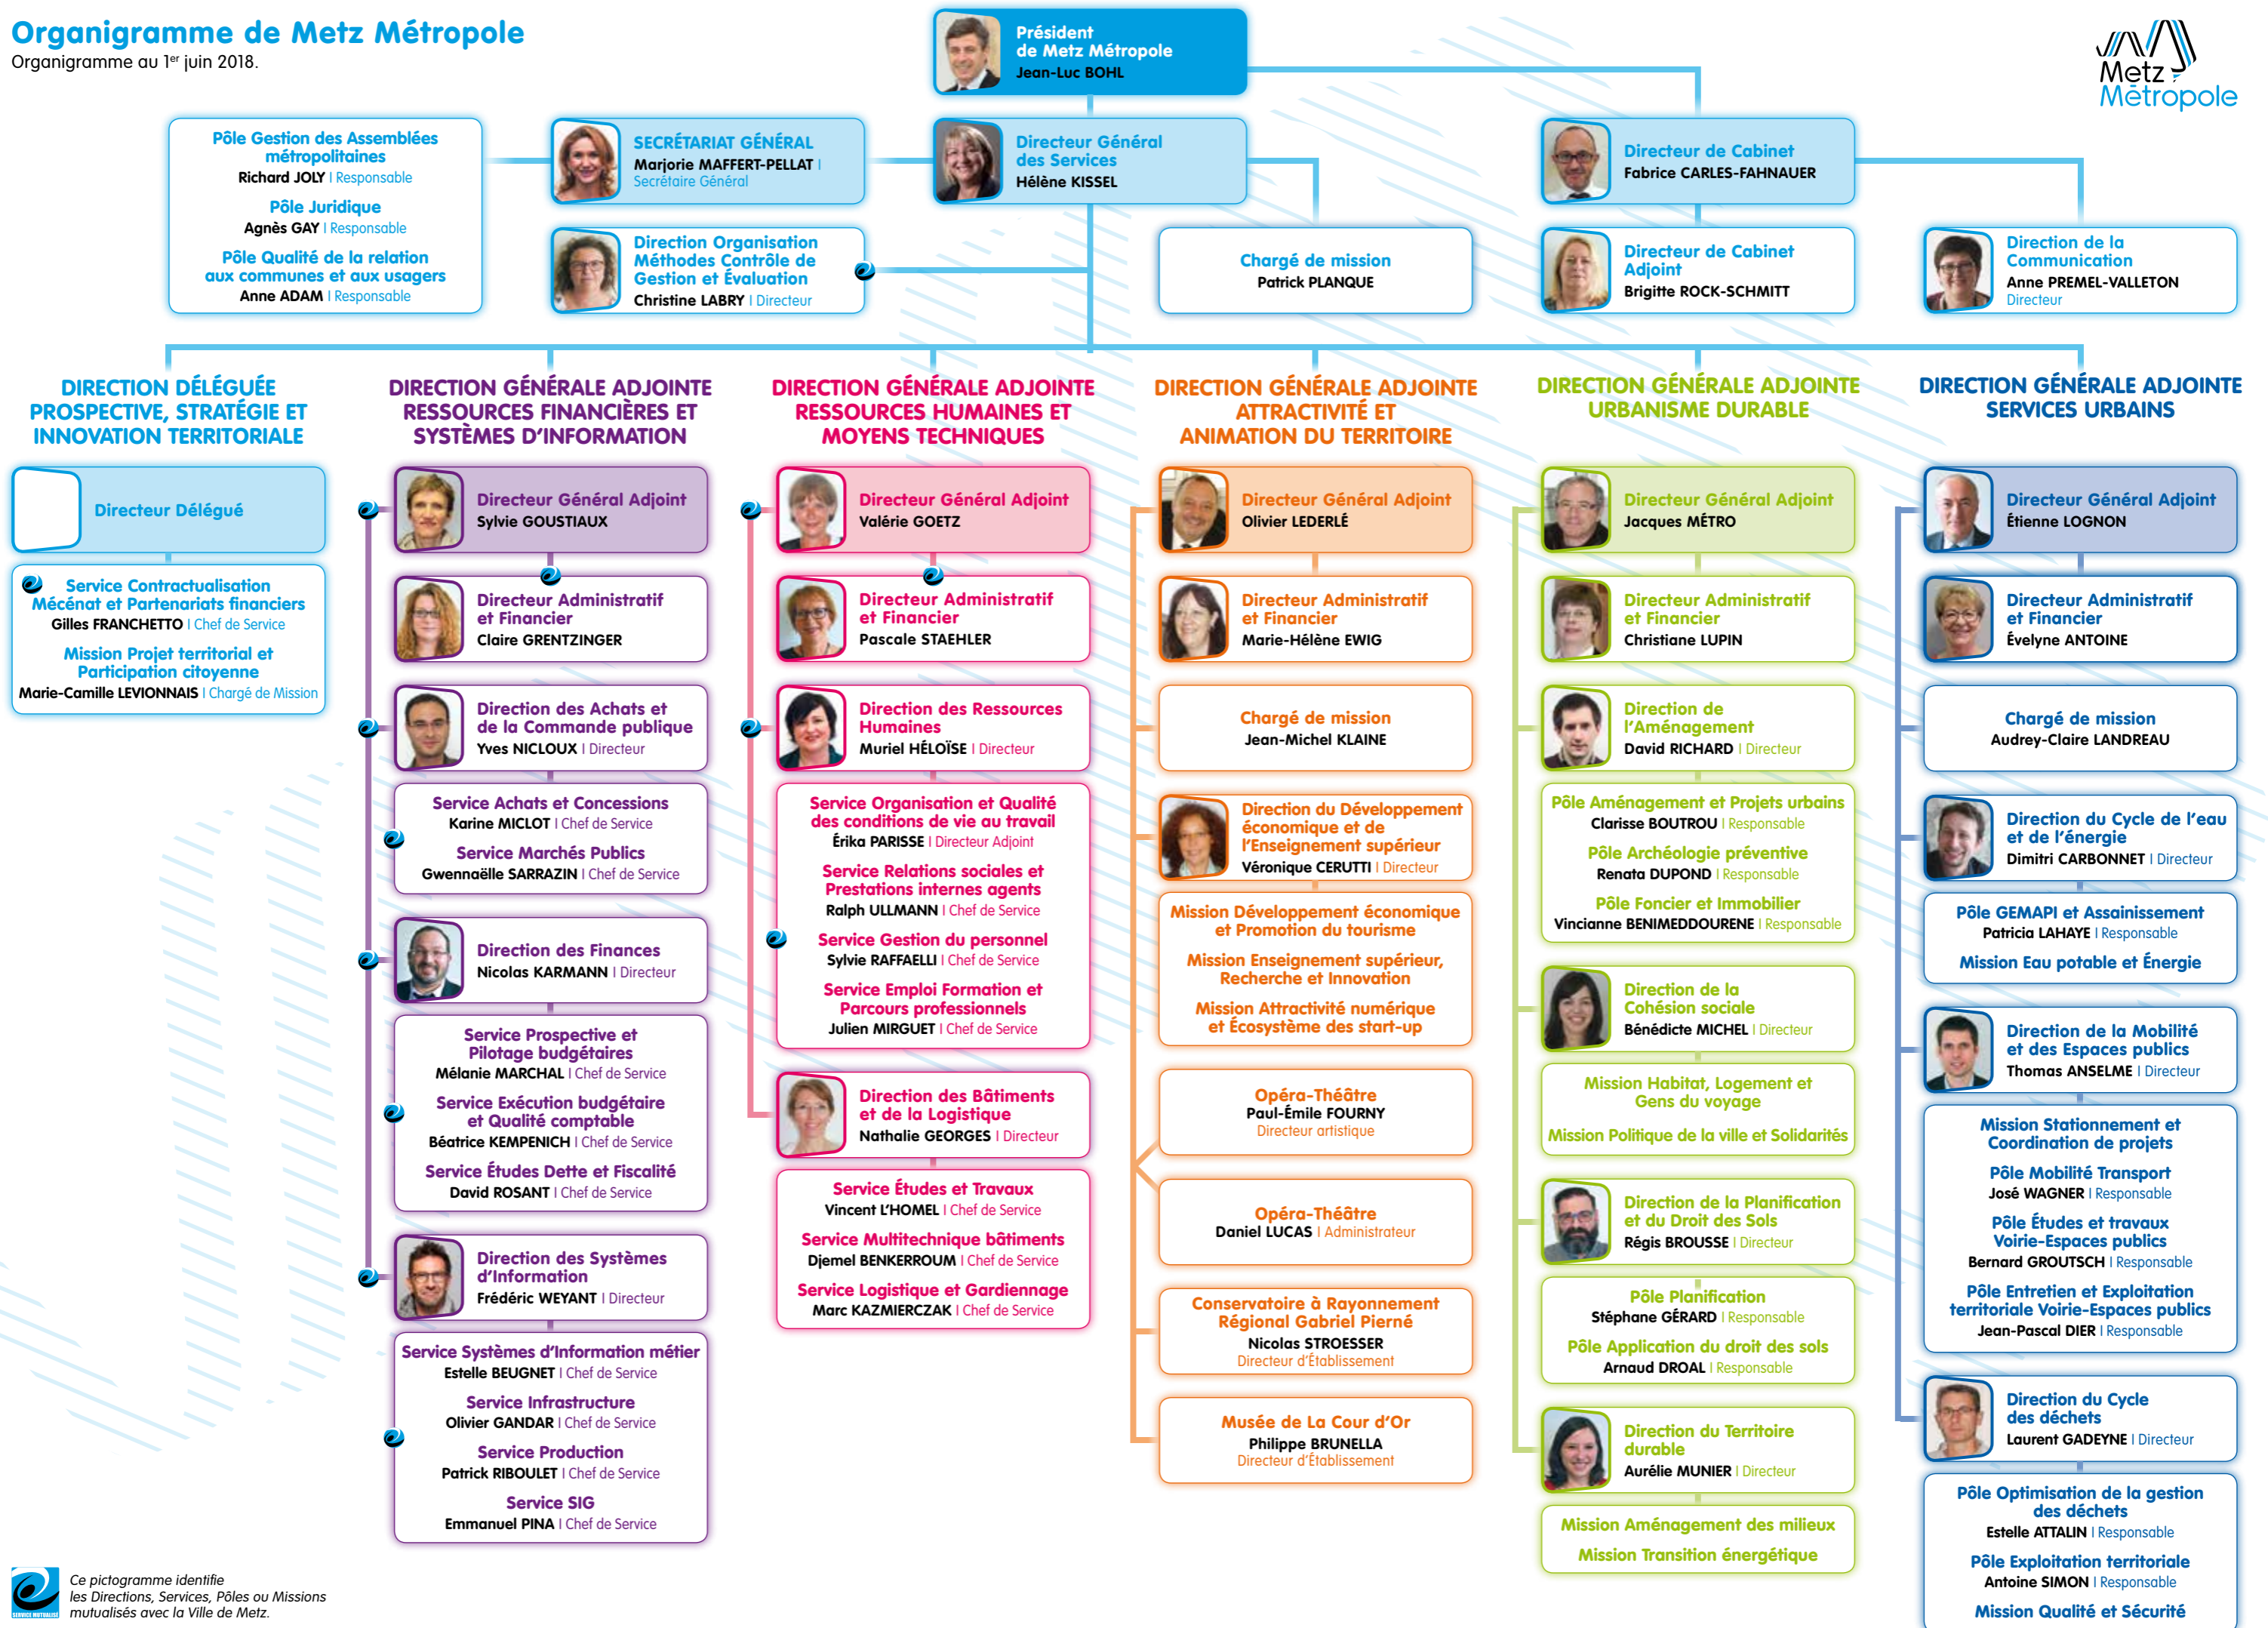 Organigramme de Metz Métropole
Organigramme au 1er juin 2018.
Président
de Metz Métropole
Jean-Luc BOHL
Metz
Métropole
Pôle Gestion des Assemblées
métropolitaines
Richard JOLY | Responsable
Pôle Juridique
Agnès GAY | Responsable
Pôle Qualité de la relation
aux communes et aux usagers
Anne ADAM | Responsable
SECRÉTARIAT GÉNÉRAL
Marjorie MAFFERT-PELLAT |
Secrétaire Général
Directeur Général
des Services
Hélène KISSEL
Directeur de Cabinet
Fabrice CARLES-FAHNAUER
Direction Organisation
Méthodes Contrôle de
Gestion et Évaluation
Christine LABRY | Directeur
Chargé de mission
Patrick PLANQUE
Directeur de Cabinet
Adjoint
Brigitte ROCK-SCHMITT
Direction de la
Communication
Anne PREMEL-VALLETON
Directeur
DIRECTION DÉLÉGUÉE
PROSPECTIVE, STRATÉGIE ET
INNOVATION TERRITORIALE
Directeur Délégué
Service Contractualisation
Mécénat et Partenariats financiers
Gilles FRANCHETTO | Chef de Service
Mission Projet territorial et
Participation citoyenne
Marie-Camille LEVIONNAIS | Chargé de Mission
DIRECTION GÉNÉRALE ADJOINTE
RESSOURCES FINANCIÈRES ET
SYSTÈMES D'INFORMATION
Directeur Général Adjoint
Sylvie GOUSTIAUX
Directeur Administratif
et Financier
Claire GRENTZINGER
Direction des Achats et
de la Commande publique
Yves NICLOUX | Directeur
Service Achats et Concessions
Karine MICLOT | Chef de Service
Service Marchés Publics
Gwennaëlle SARRAZIN | Chef de Service
Direction des Finances
Nicolas KARMANN | Directeur
Service Prospective et
Pilotage budgétaires
Mélanie MARCHAL | Chef de Service
Service Exécution budgétaire
et Qualité comptable
Béatrice KEMPENICH | Chef de Service
Service Études Dette et Fiscalité
David ROSANT | Chef de Service
Direction des Systèmes
d'Information
Frédéric WEYANT | Directeur
Service Systèmes d'Information métier
Estelle BEUGNET | Chef de Service
Service Infrastructure
Olivier GANDAR | Chef de Service
Service Production
Patrick RIBOULET | Chef de Service
Service SIG
Emmanuel PINA | Chef de Service
DIRECTION GÉNÉRALE ADJOINTE
RESSOURCES HUMAINES ET
MOYENS TECHNIQUES
Directeur Général Adjoint
Valérie GOETZ
Directeur Administratif
et Financier
Pascale STAEHLER
Direction des Ressources
Humaines
Muriel HÉLOÏSE | Directeur
Service Organisation et Qualité
des conditions de vie au travail
Érika PARISSE | Directeur Adjoint
Service Relations sociales et
Prestations internes agents
Ralph ULLMANN | Chef de Service
Service Gestion du personnel
Sylvie RAFFAELLI | Chef de Service
Service Emploi Formation et
Parcours professionnels
Julien MIRGUET | Chef de Service
Direction des Bâtiments
et de la Logistique
Nathalie GEORGES | Directeur
Service Études et Travaux
Vincent L'HOMEL | Chef de Service
Service Multitechnique bâtiments
Djemel BENKERROUM | Chef de Service
Service Logistique et Gardiennage
Marc KAZMIERCZAK | Chef de Service
DIRECTION GÉNÉRALE ADJOINTE
ATTRACTIVITÉ ET
ANIMATION DU TERRITOIRE
Directeur Général Adjoint
Olivier LEDERLÉ
Directeur Administratif
et Financier
Marie-Hélène EWIG
Chargé de mission
Jean-Michel KLAINE
Direction du Développement
économique et de
l'Enseignement supérieur
Véronique CERUTTI | Directeur
Mission Développement économique
et Promotion du tourisme
Mission Enseignement supérieur,
Recherche et Innovation
Mission Attractivité numérique
et Écosystème des start-up
Opéra-Théâtre
Paul-Émile FOURNY
Directeur artistique
Opéra-Théâtre
Daniel LUCAS | Administrateur
Conservatoire à Rayonnement
Régional Gabriel Pierné
Nicolas STROESSER
Directeur d'Établissement
Musée de La Cour d'Or
Philippe BRUNELLA
Directeur d'Établissement
DIRECTION GÉNÉRALE ADJOINTE
URBANISME DURABLE
Directeur Général Adjoint
Jacques MÉTRO
Directeur Administratif
et Financier
Christiane LUPIN
Direction de
l'Aménagement
David RICHARD | Directeur
Pôle Aménagement et Projets urbains
Clarisse BOUTROU | Responsable
Pôle Archéologie préventive
Renata DUPOND | Responsable
Pôle Foncier et Immobilier
Vincianne BENIMEDDOURENE | Responsable
Direction de la
Cohésion sociale
Bénédicte MICHEL | Directeur
Mission Habitat, Logement et
Gens du voyage
Mission Politique de la ville et Solidarités
Direction de la Planification
et du Droit des Sols
Régis BROUSSE | Directeur
Pôle Planification
Stéphane GÉRARD | Responsable
Pôle Application du droit des sols
Arnaud DROAL | Responsable
Direction du Territoire
durable
Aurélie MUNIER | Directeur
Mission Aménagement des milieux
Mission Transition énergétique
DIRECTION GÉNÉRALE ADJOINTE
SERVICES URBAINS
Directeur Général Adjoint
Étienne LOGNON
Directeur Administratif
et Financier
Évelyne ANTOINE
Chargé de mission
Audrey-Claire LANDREAU
Direction du Cycle de l'eau
et de l'énergie
Dimitri CARBONNET | Directeur
Pôle GEMAPI et Assainissement
Patricia LAHAYE | Responsable
Mission Eau potable et Énergie
Direction de la Mobilité
et des Espaces publics
Thomas ANSELME | Directeur
Mission Stationnement et
Coordination de projets
Pôle Mobilité Transport
José WAGNER | Responsable
Pôle Études et travaux
Voirie-Espaces publics
Bernard GROUTSCH | Responsable
Pôle Entretien et Exploitation
territoriale Voirie-Espaces publics
Jean-Pascal DIER | Responsable
Direction du Cycle
des déchets
Laurent GADEYNE | Directeur
Pôle Optimisation de la gestion
des déchets
Estelle ATTALIN | Responsable
Pôle Exploitation territoriale
Antoine SIMON | Responsable
Mission Qualité et Sécurité
SERVICE MUTUALISÉ
Ce pictogramme identifie
les Directions, Services, Pôles ou Missions
mutualisés avec la Ville de Metz.